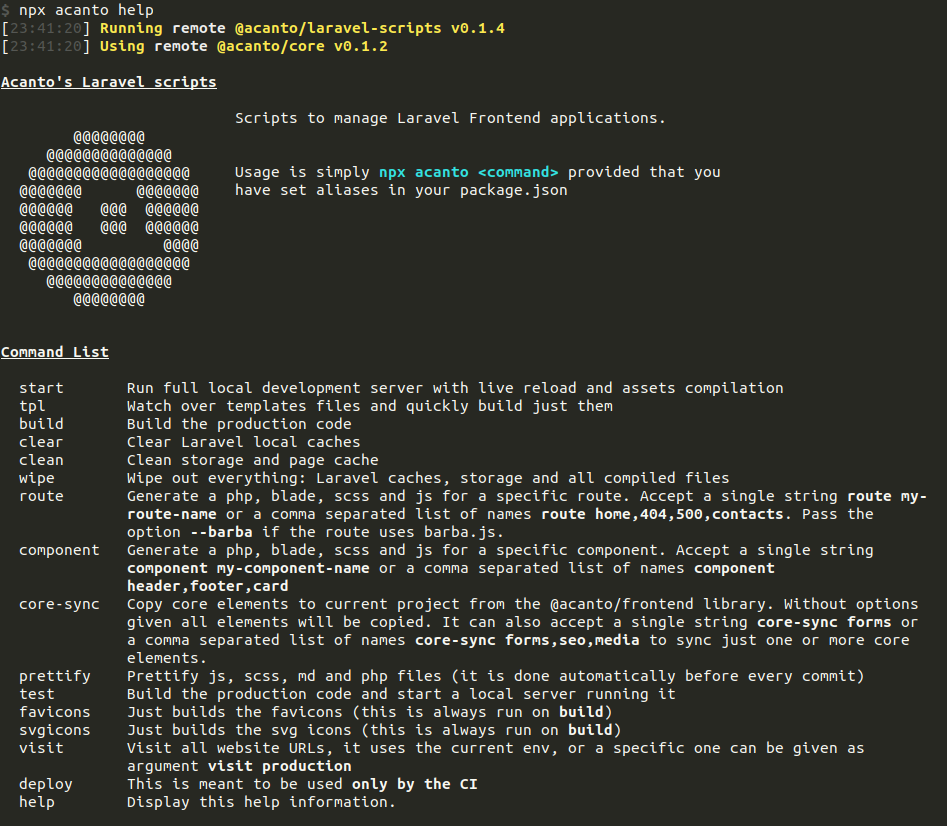 $ npx acanto help
[23:41:20] Running remote @acanto/laravel-scripts v0.1.4
[23:41:20] Using remote @acanto/core v0.1.2
Acanto's Laravel scripts
Scripts to manage Laravel Frontend applications.
@@@@@@@@
@@@@@@@@@@@@@@
@@@@@@@@@@@@@@@@@@ Usage is simply npx acanto <command> provided that you
@@@@@@@      @@@@@@@ have set aliases in your package.json
@@@@@@   @@@  @@@@@@
@@@@@@   @@@  @@@@@@
@@@@@@@         @@@@
@@@@@@@@@@@@@@@@@@
@@@@@@@@@@@@@@
@@@@@@@@
Command List
start Run full local development server with live reload and assets compilation
tpl Watch over templates files and quickly build just them
build Build the production code
clear Clear Laravel local caches
clean Clean storage and page cache
wipe Wipe out everything: Laravel caches, storage and all compiled files
route Generate a php, blade, scss and js for a specific route. Accept a single string route my-
route-name or a comma separated list of names route home,404,500,contacts. Pass the
option --barba if the route uses barba.js.
component Generate a php, blade, scss and js for a specific component. Accept a single string
component my-component-name or a comma separated list of names component
header,footer,card
core-sync Copy core elements to current project from the @acanto/frontend library. Without options
given all elements will be copied. It can also accept a single string core-sync forms or
a comma separated list of names core-sync forms,seo,media to sync just one or more core
elements.
prettify Prettify js, scss, md and php files (it is done automatically before every commit)
test Build the production code and start a local server running it
favicons Just builds the favicons (this is always run on build)
svgicons Just builds the svg icons (this is always run on build)
visit Visit all website URLs, it uses the current env, or a specific one can be given as
argument visit production
deploy This is meant to be used only by the CI
help Display this help information.